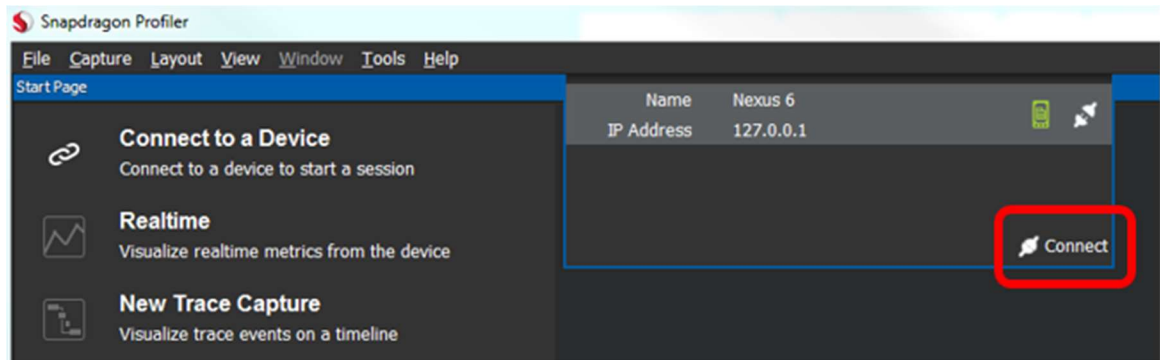 Snapdragon Profiler
File Capture Layout View Window Tools Help
Start Page
Connect to a Device
Connect to a device to start a session
Realtime
Visualize realtime metrics from the device
New Trace Capture
Visualize trace events on a timeline
Name Nexus 6
IP Address 127.0.0.1
Connect